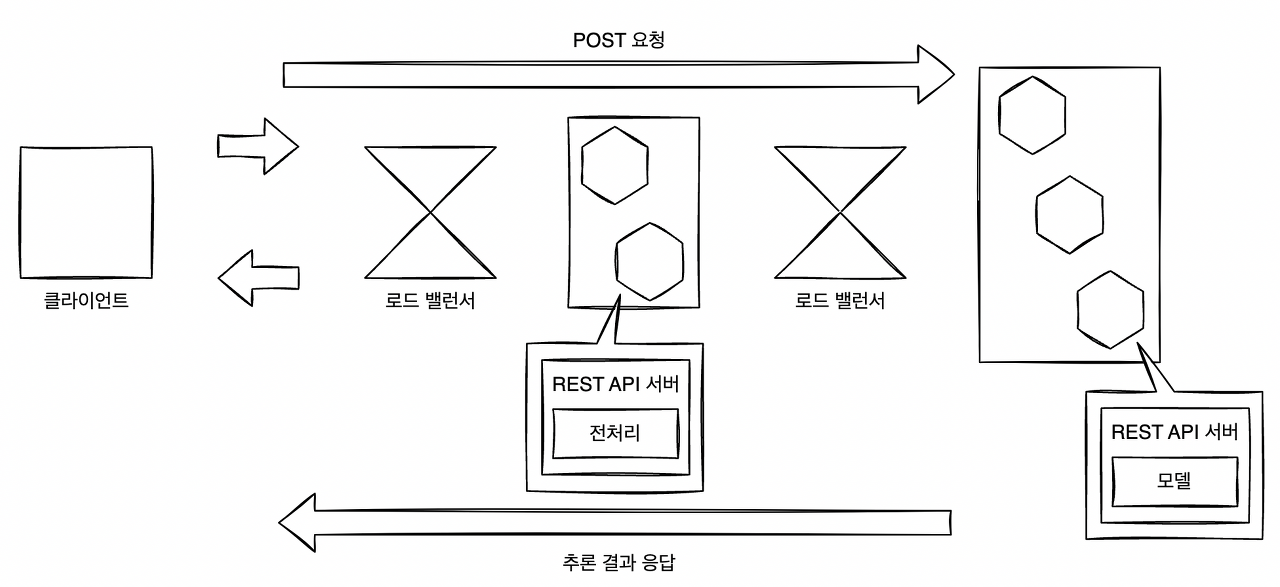 POST 요청
클라이언트
로드 밸런서
로드 밸런서
REST API 서버
전처리
REST API 서버
모델
추론 결과 응답